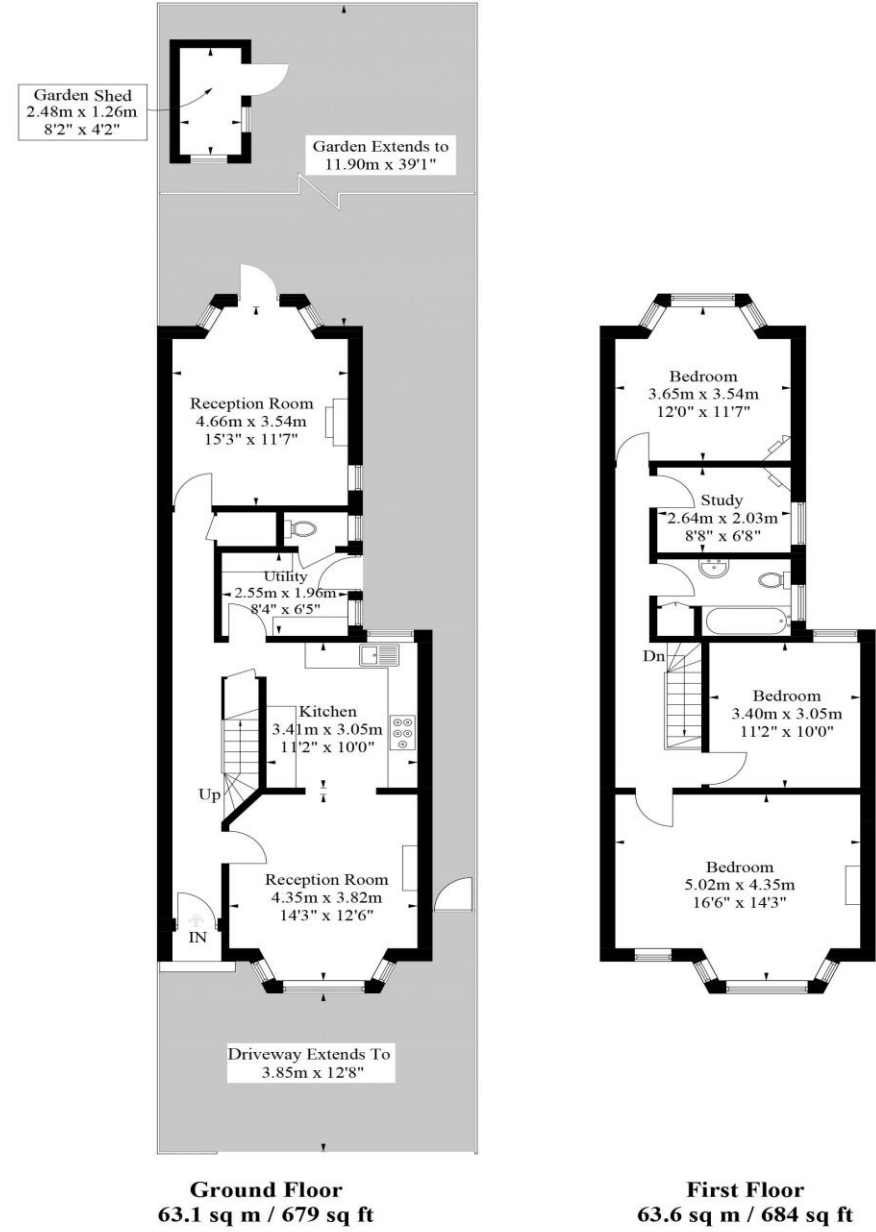 Garden Shed
2.48m x 1.26m
8'2" x 4'2"
Garden Extends to
11.90m x 39'1"
Reception Room
4.66m x 3.54m
15'3" x 11'7"
Utility
2.55m x 1.96m
8'4" x 6'5"
Kitchen
3.41m x 3.05m
11'2" x 10'0"
Up
Reception Room
4.35m x 3.82m
14'3" x 12'6"
IN
Driveway Extends To
3.85m x 12'8"
Ground Floor
63.1 sq m / 679 sq ft
Bedroom
3.65m x 3.54m
12'0" x 11'7"
Study
2.64m x 2.03m
8'8" x 6'8"
Dn
Bedroom
3.40m x 3.05m
11'2" x 10'0"
Bedroom
5.02m x 4.35m
16'6" x 14'3"
First Floor
63.6 sq m / 684 sq ft